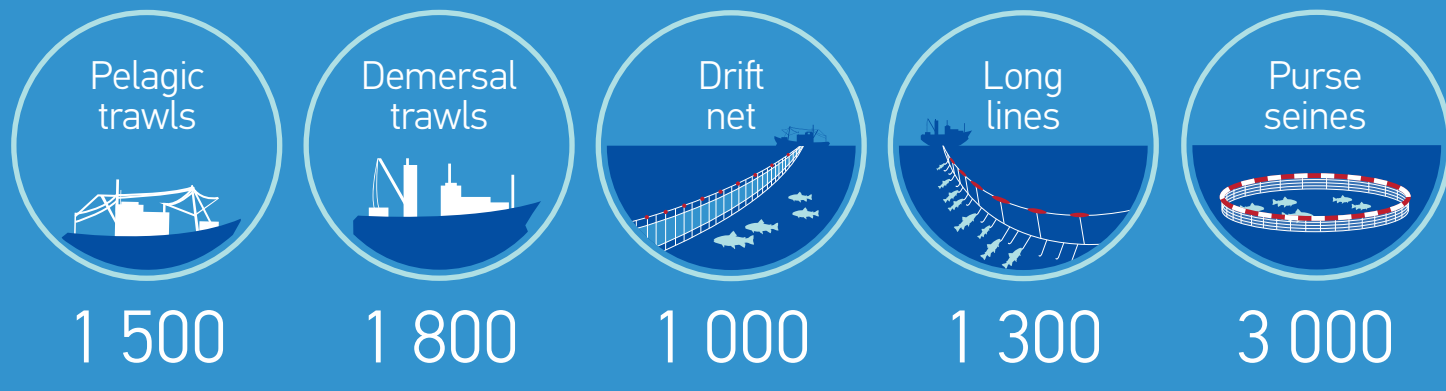 Pelagic
trawls
1 500
Demersal
trawls
1 800
Drift
net
1 000
Long
lines
1 300
Purse
seines
3 000